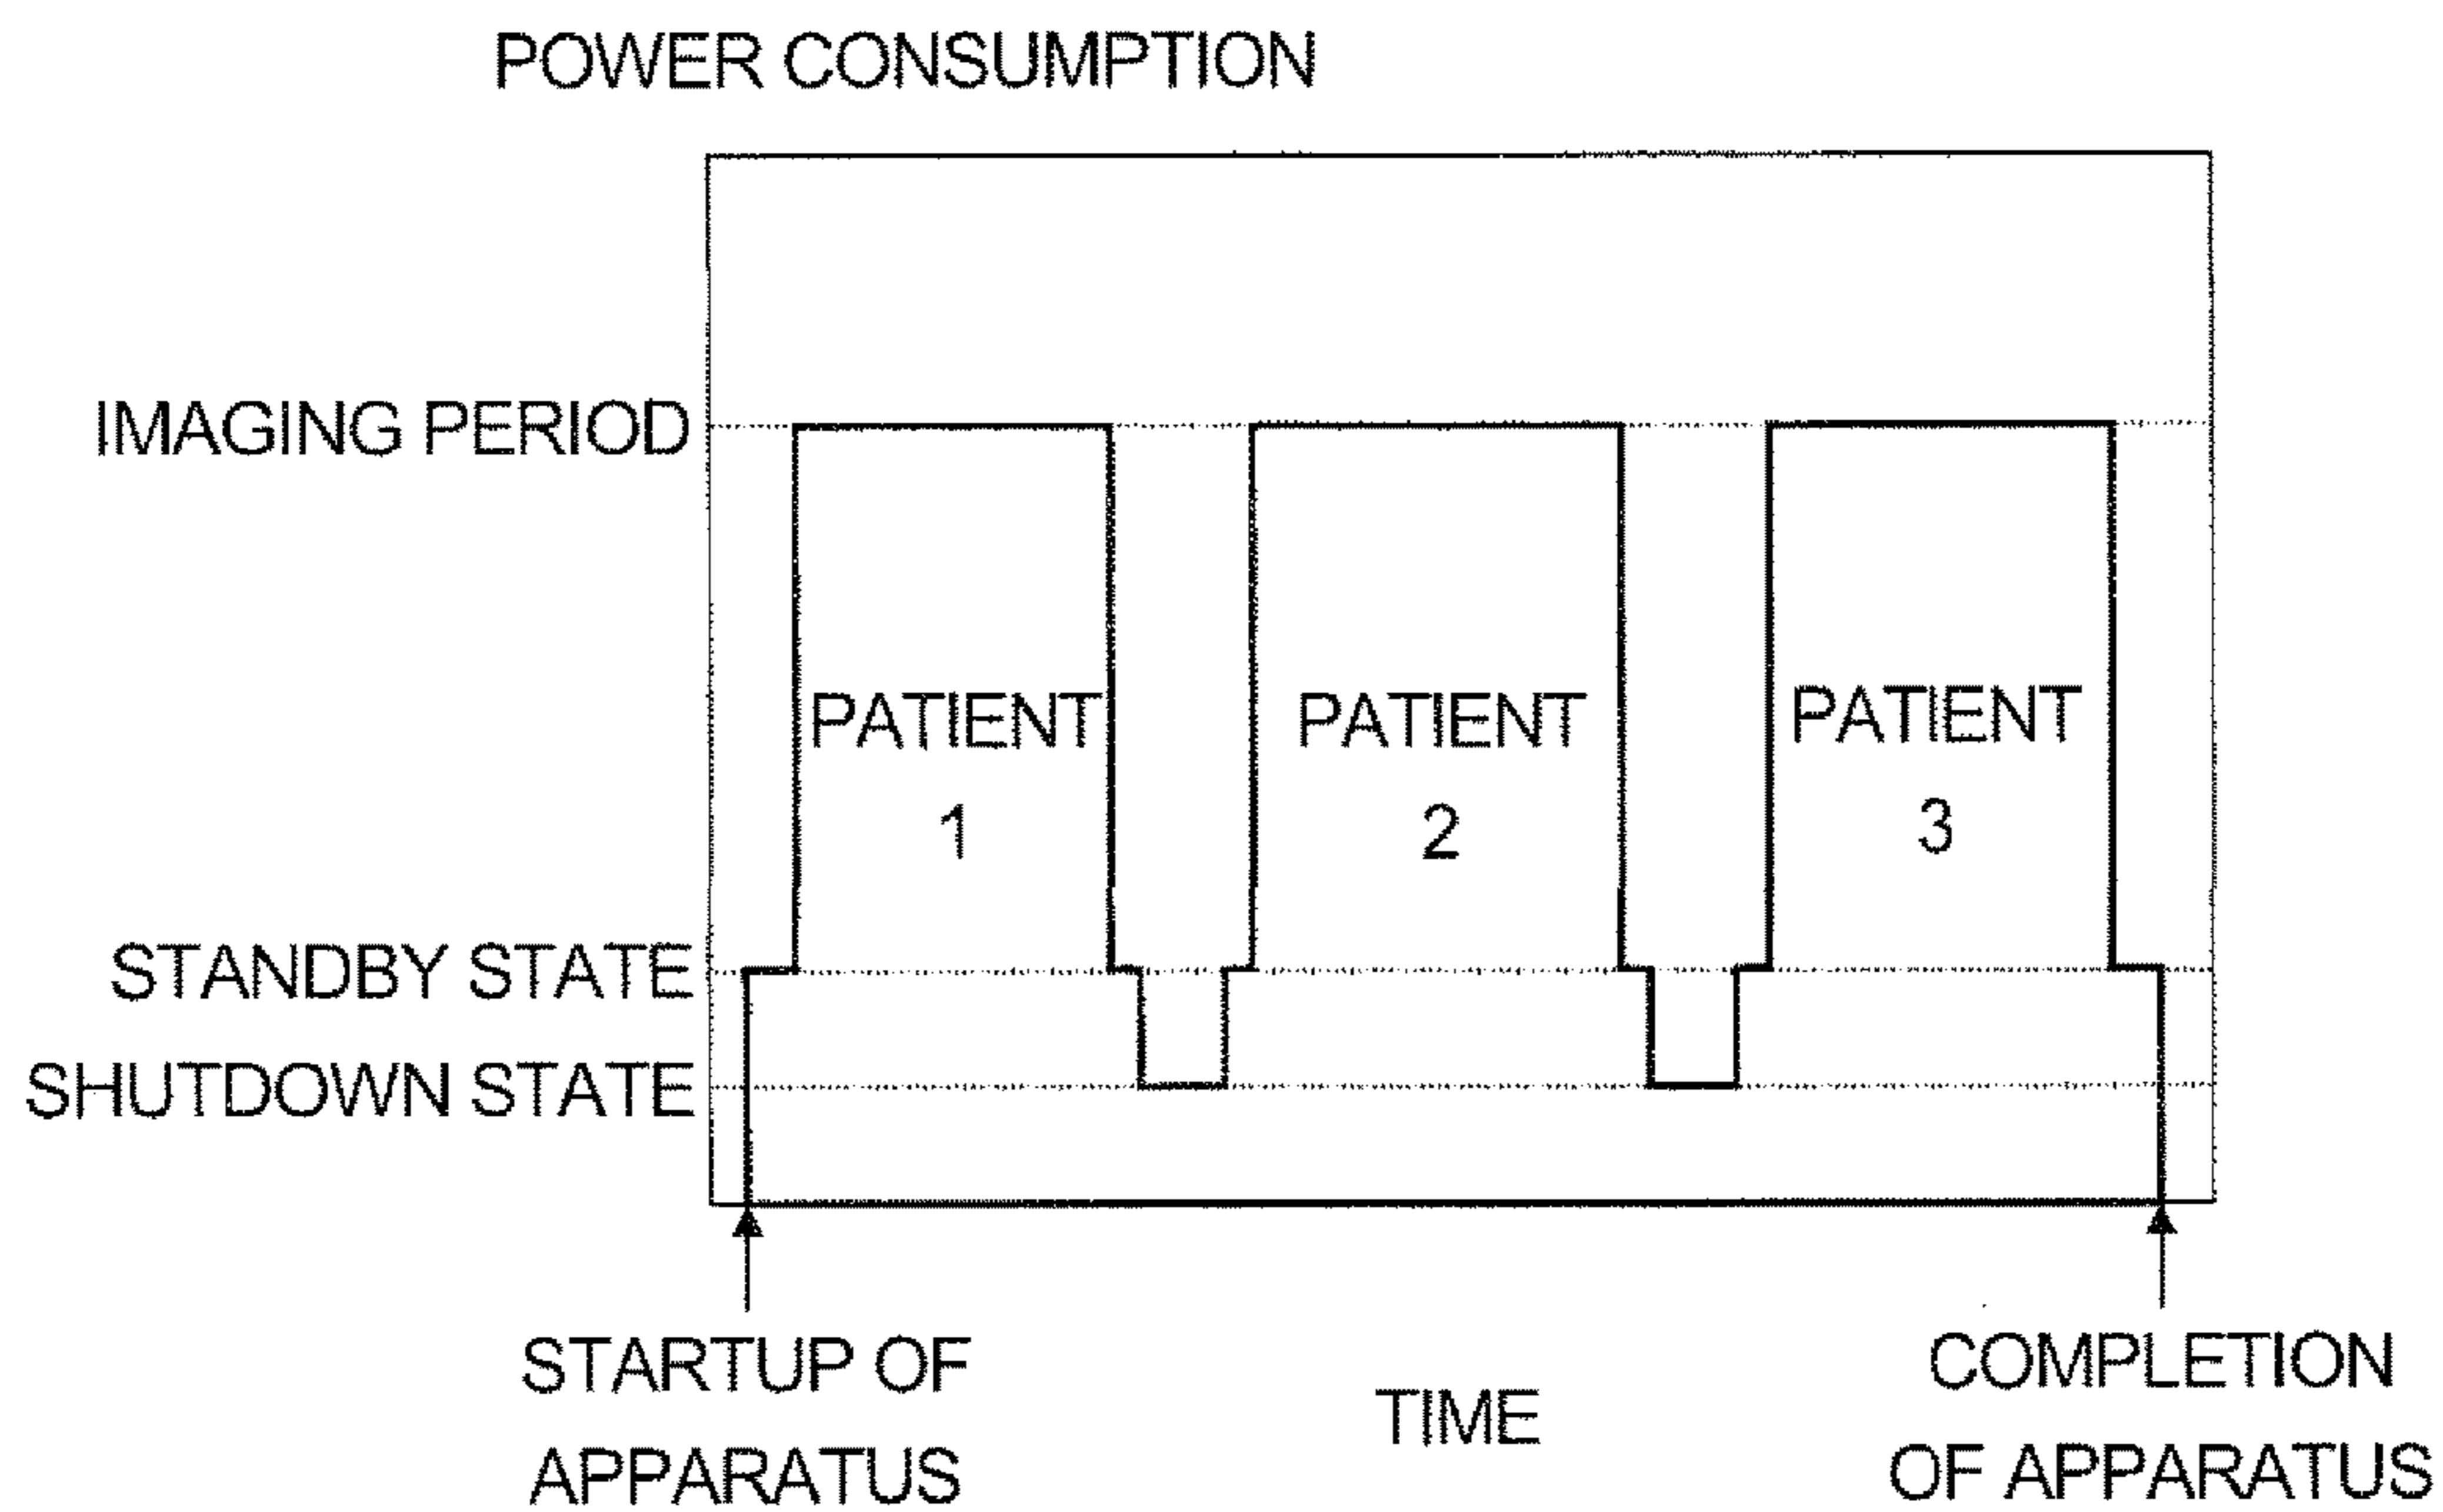 POWER CONSUMPTION
IMAGING PERIOD
PATIENT
1
PATIENT
2
PATIENT
3
STANDBY STATE
SHUTDOWN STATE
STARTUP OF
APPARATUS
TIME
COMPLETION
OF APPARATUS